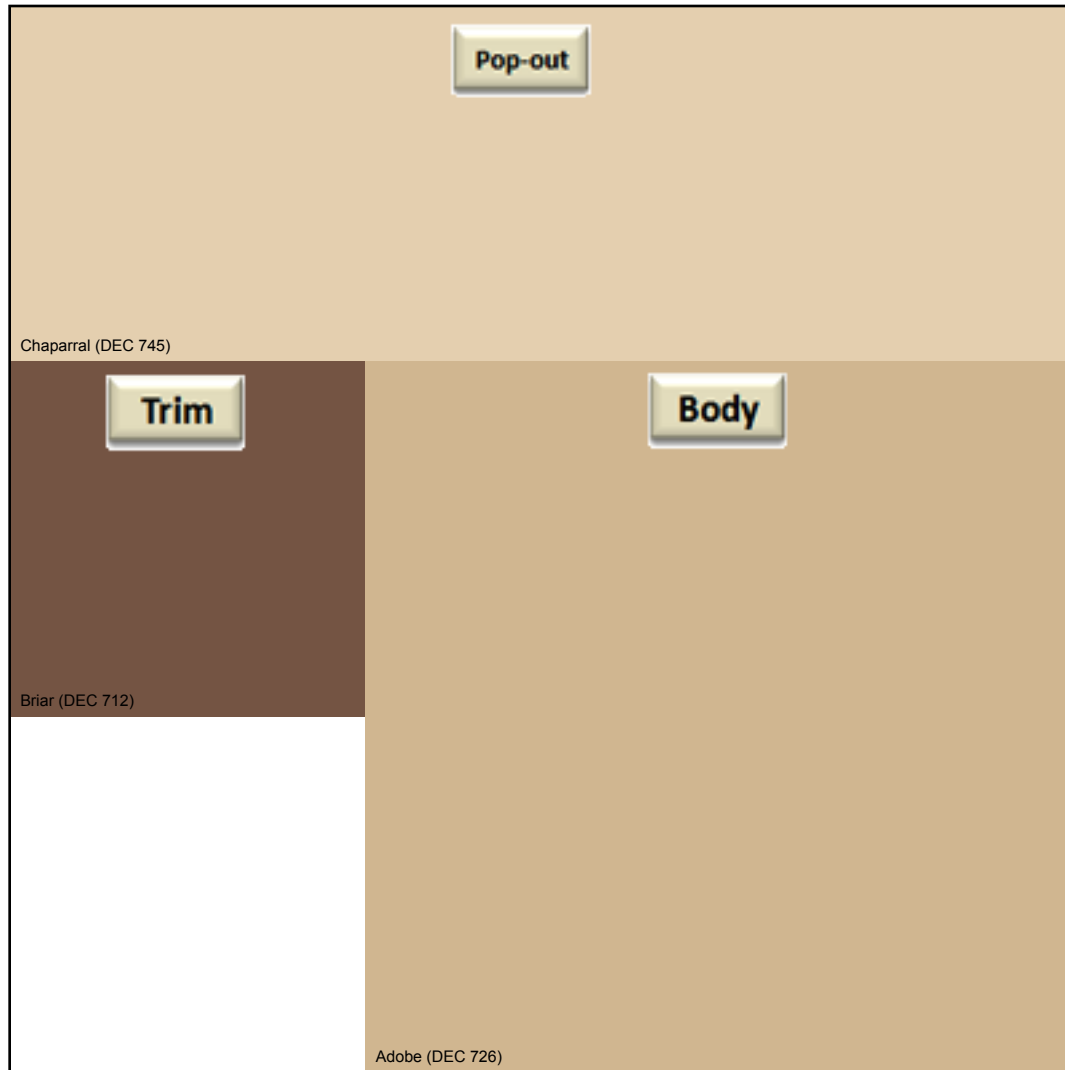 Pop-out
Chaparral (DEC 745)
Trim
Body
Briar (DEC 712)
Adobe (DEC 726)